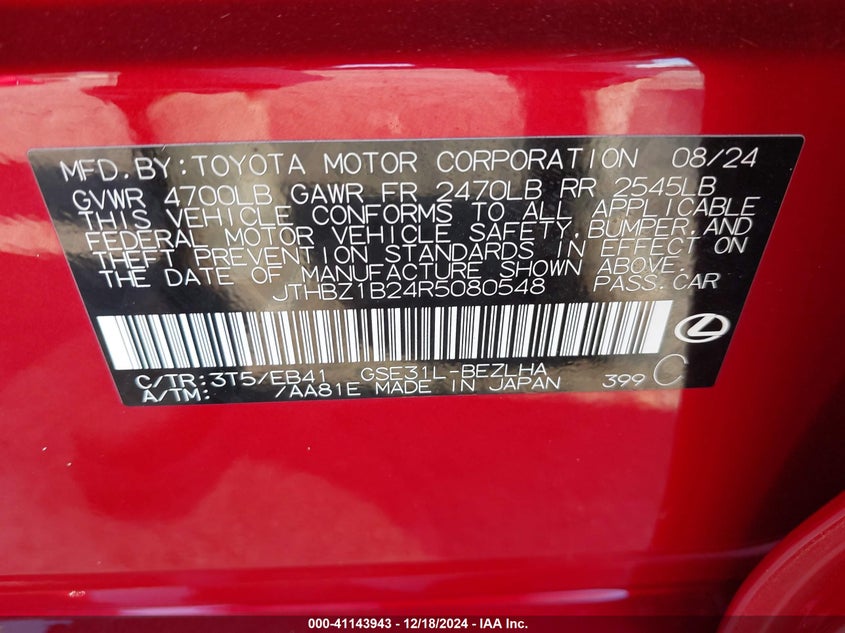 MFD.BY:TOYOTA MOTOR CORPORATION 08/24
GVWR 4700LB GAWR FR 2470LB RR 2545LB
THIS VEHICLE CONFORMS TO ALL APPLICABLE
FEDERAL MOTOR VEHICLE SAFETY,BUMPER,AND
THEFT PREVENTION STANDARDS IN EFFECT ON
THE DATE OF MANUFACTURE SHOWN ABOVE.
JTHBZ1B24R5080548 PASS.CAR
C/TR:3T5/EB41 GSE31L-BEZLHA 399 C
A/TM: /AA81E MADE IN JAPAN
000-41143943 - 12/18/2024 - IAA Inc.